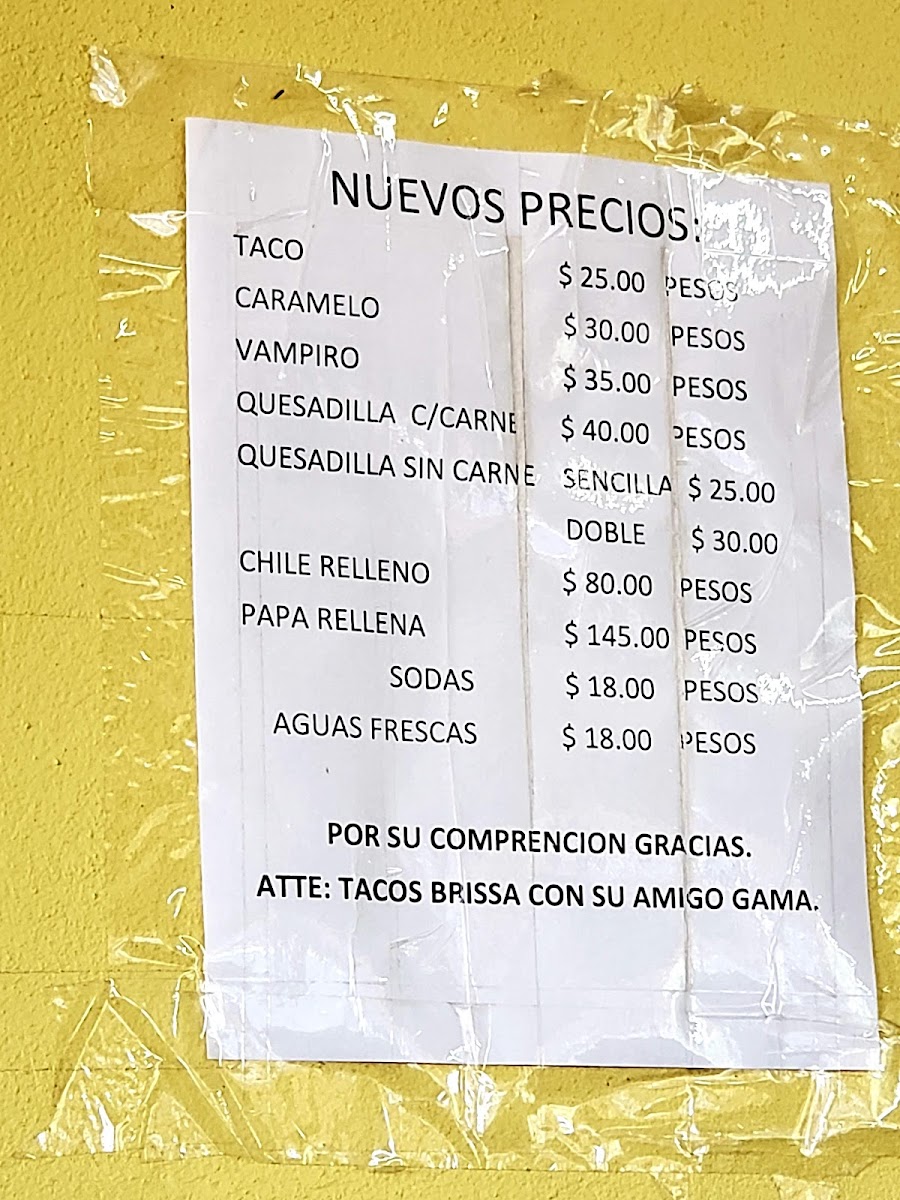 NUEVOS PRECIOS:
TACO $ 25.00 PESOS
CARAMELO $ 30.00 PESOS
VAMPIRO $ 35.00 PESOS
QUESADILLA C/CARNE $ 40.00 PESOS
QUESADILLA SIN CARNE SENCILLA $ 25.00
DOBLE $ 30.00
CHILE RELLENO $ 80.00 PESOS
PAPA RELLENA $ 145.00 PESOS
SODAS $ 18.00 PESOS
AGUAS FRESCAS $ 18.00 PESOS
POR SU COMPRENCION GRACIAS.
ATTE: TACOS BRISSA CON SU AMIGO GAMA.